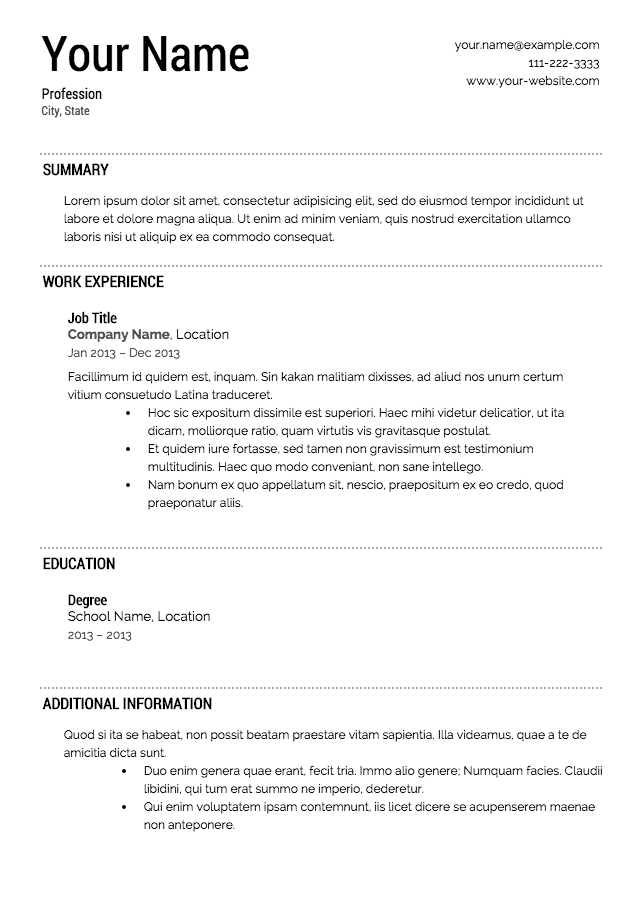 Your Name
Profession
City, State
your.name@example.com
111-222-3333
www.your-website.com
SUMMARY
Lorem ipsum dolor sit amet, consectetur adipisicing elit, sed do eiusmod tempor incididunt ut
labore et dolore magna aliqua. Ut enim ad minim veniam, quis nostrud exercitation ullamco
laboris nisi ut aliquip ex ea commodo consequat.
WORK EXPERIENCE
Job Title
Company Name, Location
Jan 2013 – Dec 2013
Facillimum id quidem est, inquam. Sin kakan malitiam dixisses, ad aliud nos unum certum
vitium consuetudo Latina traduceret.
• Hoc sic expositum dissimile est superiori. Haec mihi videtur delicatior, ut ita
dicam, molliorque ratio, quam virtutis vis gravitasque postulat.
• Et quidem iure fortasse, sed tamen non gravissimum est testimonium
multitudinis. Haec quo modo conveniant, non sane intellego.
• Nam bonum ex quo appellatum sit, nescio, praepositum ex eo credo, quod
praeponatur aliis.
EDUCATION
Degree
School Name, Location
2013 – 2013
ADDITIONAL INFORMATION
Quod si ita se habeat, non possit beatam praestare vitam sapientia. Illa videamus, quae a te de
amicitia dicta sunt.
• Duo enim genera quae erant, fecit tria. Immo alio genere; Numquam facies. Claudii
libidini, qui tum erat summo ne imperio, dederetur.
• Qui enim voluptatem ipsam contemnunt, iis licet dicere se acupenserem maenae
non anteponere.